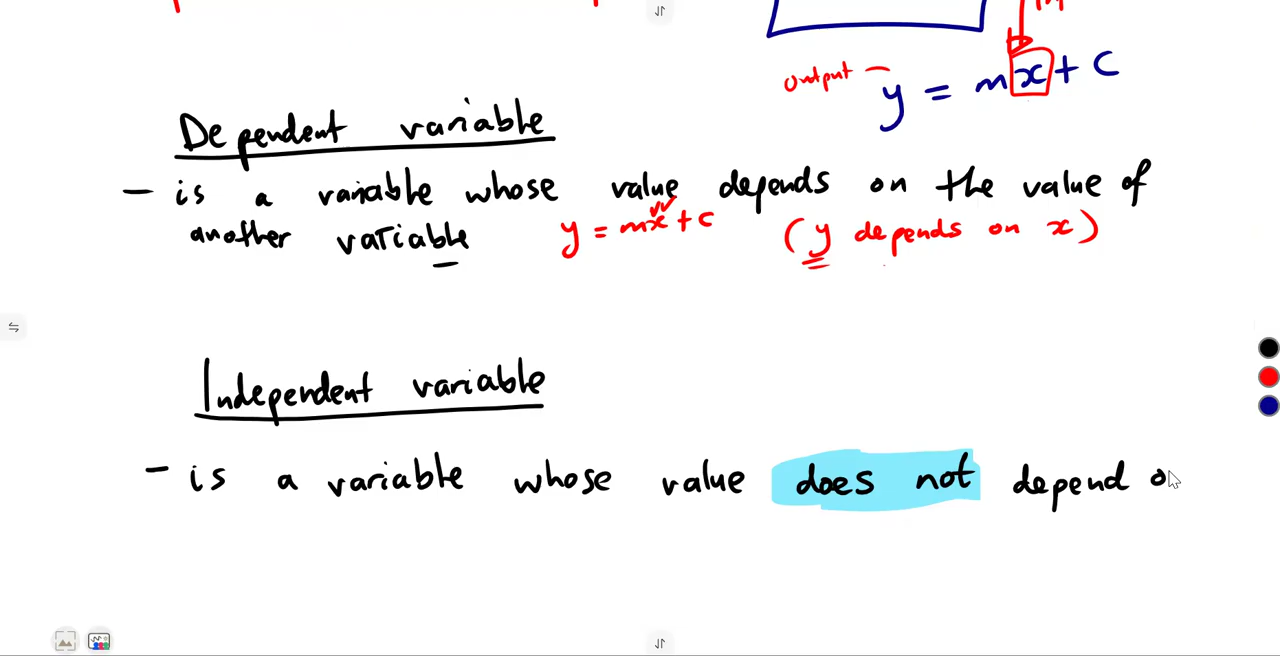 Output — y = mx + c
Dependent variable
— is a variable whose value depends on the value of
another variable y = mx + c (y depends on x)
Independent variable
— is a variable whose value does not depend o